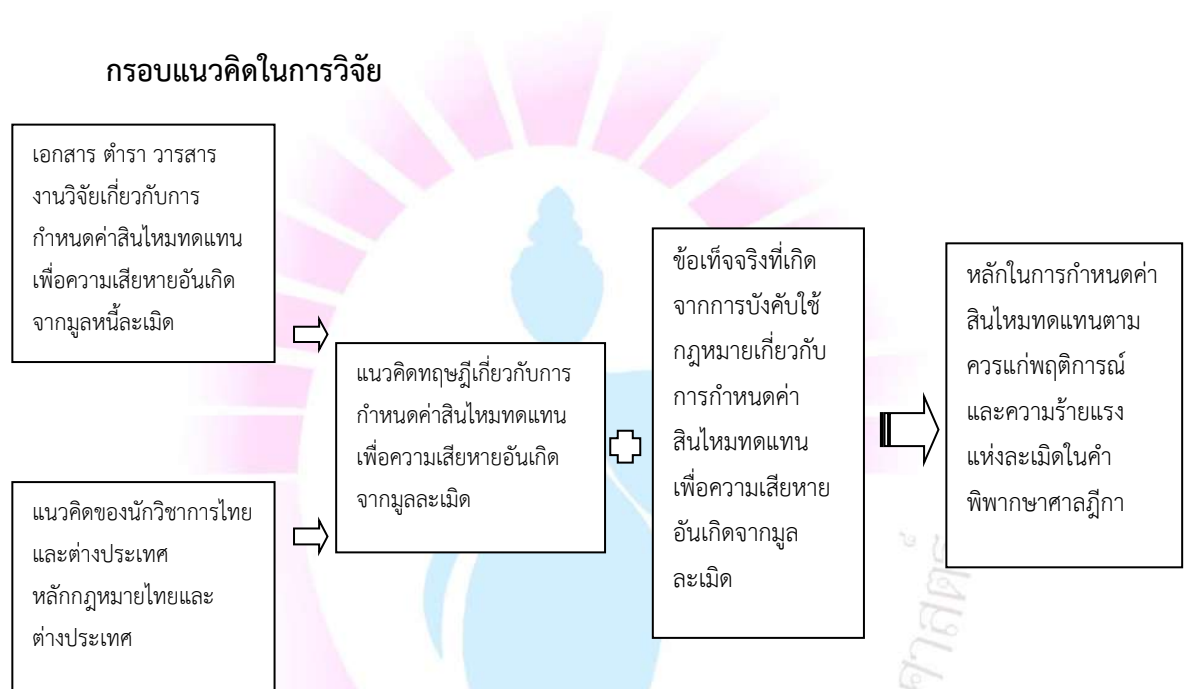 กรอบแนวคิดในการวิจัย
เอกสาร ตำรา วารสาร
งานวิจัยเกี่ยวกับการ
กำหนดค่าสินไหมทดแทน
เพื่อความเสียหายอันเกิด
จากมูลหนี้ละเมิด
แนวคิดของนักวิชาการไทย
และต่างประเทศ
หลักกฎหมายไทยและ
ต่างประเทศ
แนวคิดทฤษฎีเกี่ยวกับการ
กำหนดค่าสินไหมทดแทน
เพื่อความเสียหายอันเกิด
จากมูลละเมิด
ข้อเท็จจริงที่เกิด
จากการบังคับใช้
กฎหมายเกี่ยวกับ
การกำหนดค่า
สินไหมทดแทน
เพื่อความเสียหาย
อันเกิดจากมูล
ละเมิด
หลักในการกำหนดค่า
สินไหมทดแทนตาม
ควรแก่พฤติการณ์
และความร้ายแรง
แห่งละเมิดในคำ
พิพากษาศาลฎีกา